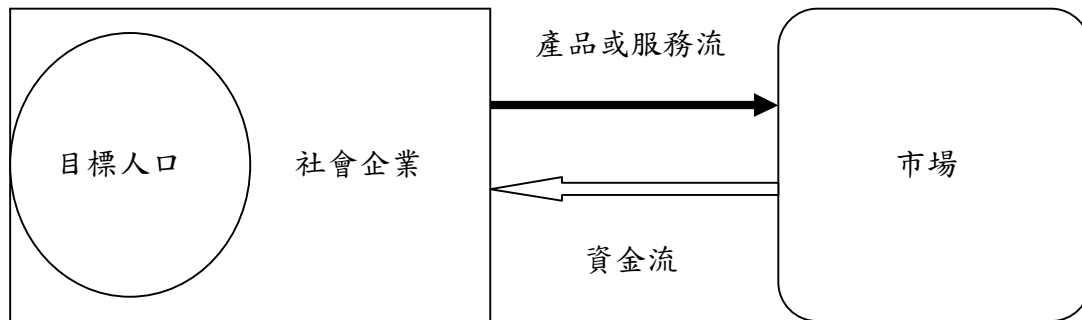 產品或服務流
目標人口
社會企業
市場
資金流